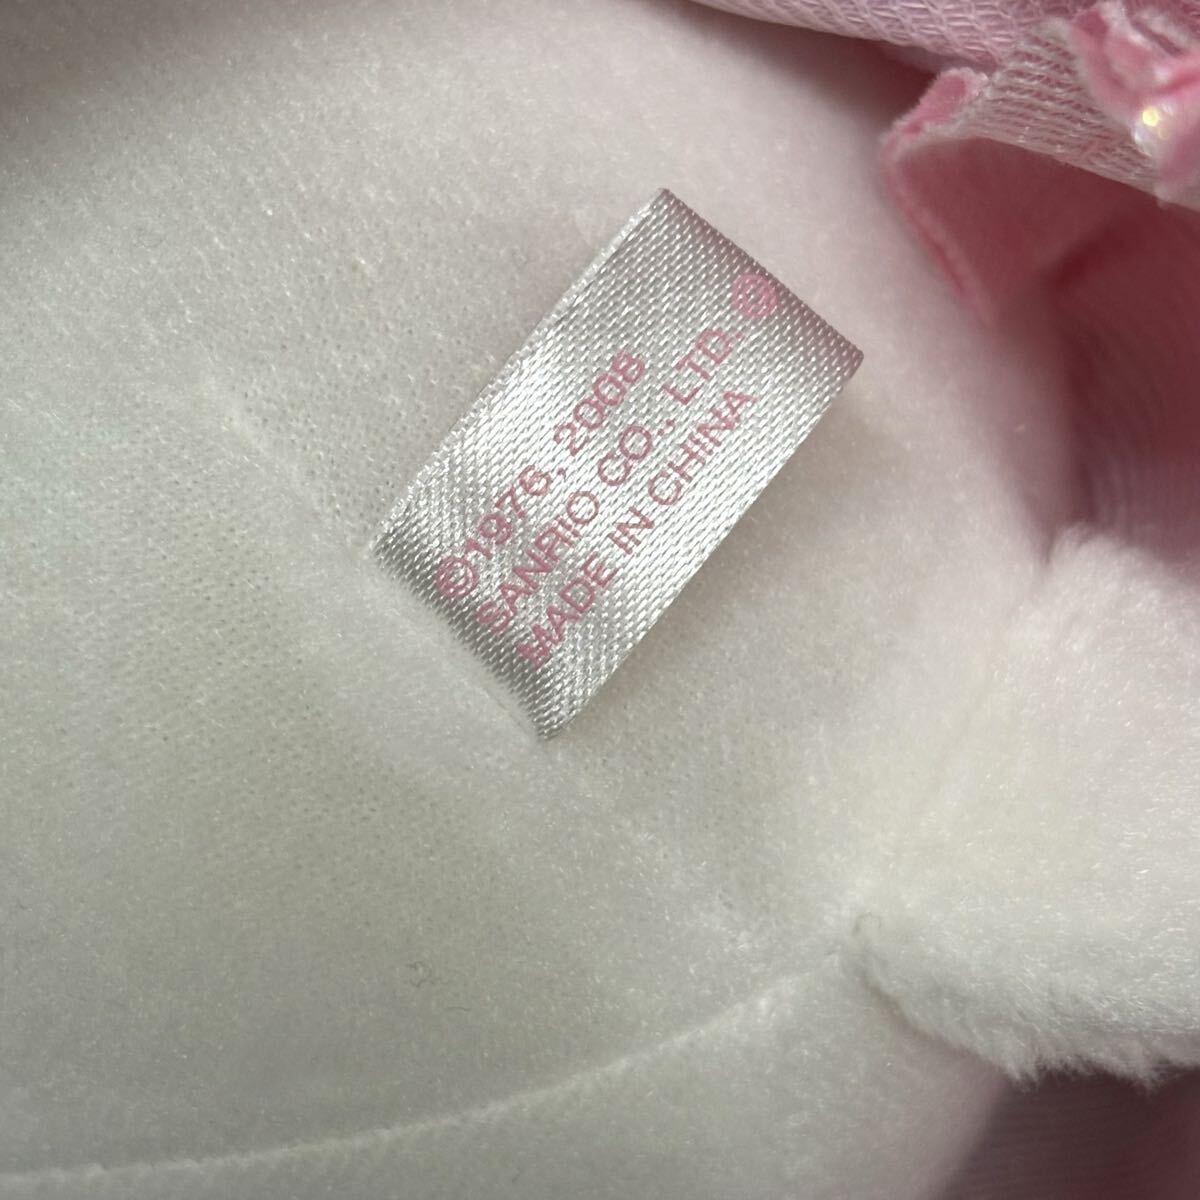 ©1976, 2008
SANRIO CO., LTD.
MADE IN CHINA